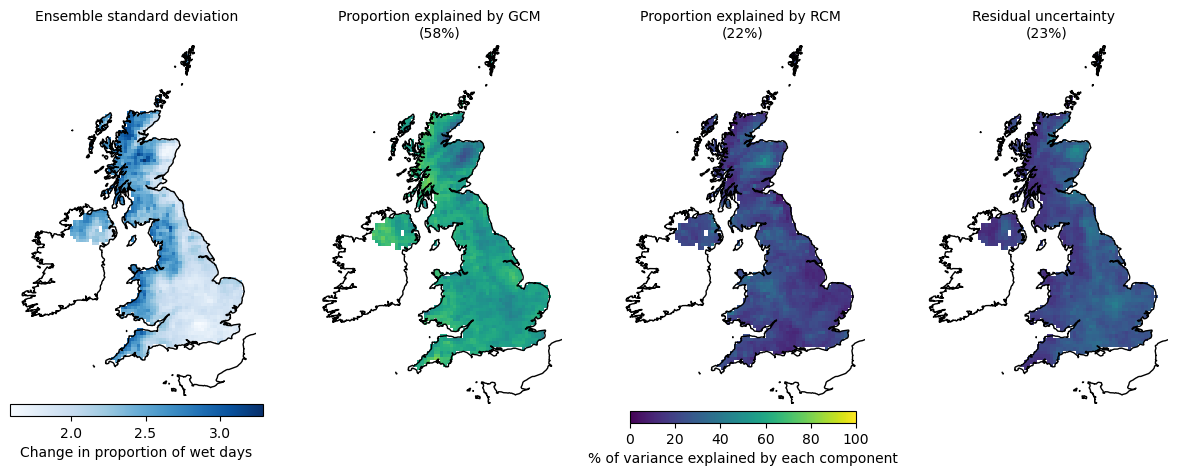 Ensemble standard deviation
Proportion explained by GCM
(58%)
Proportion explained by RCM
(22%)
Residual uncertainty
(23%)
2.0 2.5 3.0
Change in proportion of wet days
0 20 40 60 80 100
% of variance explained by each component